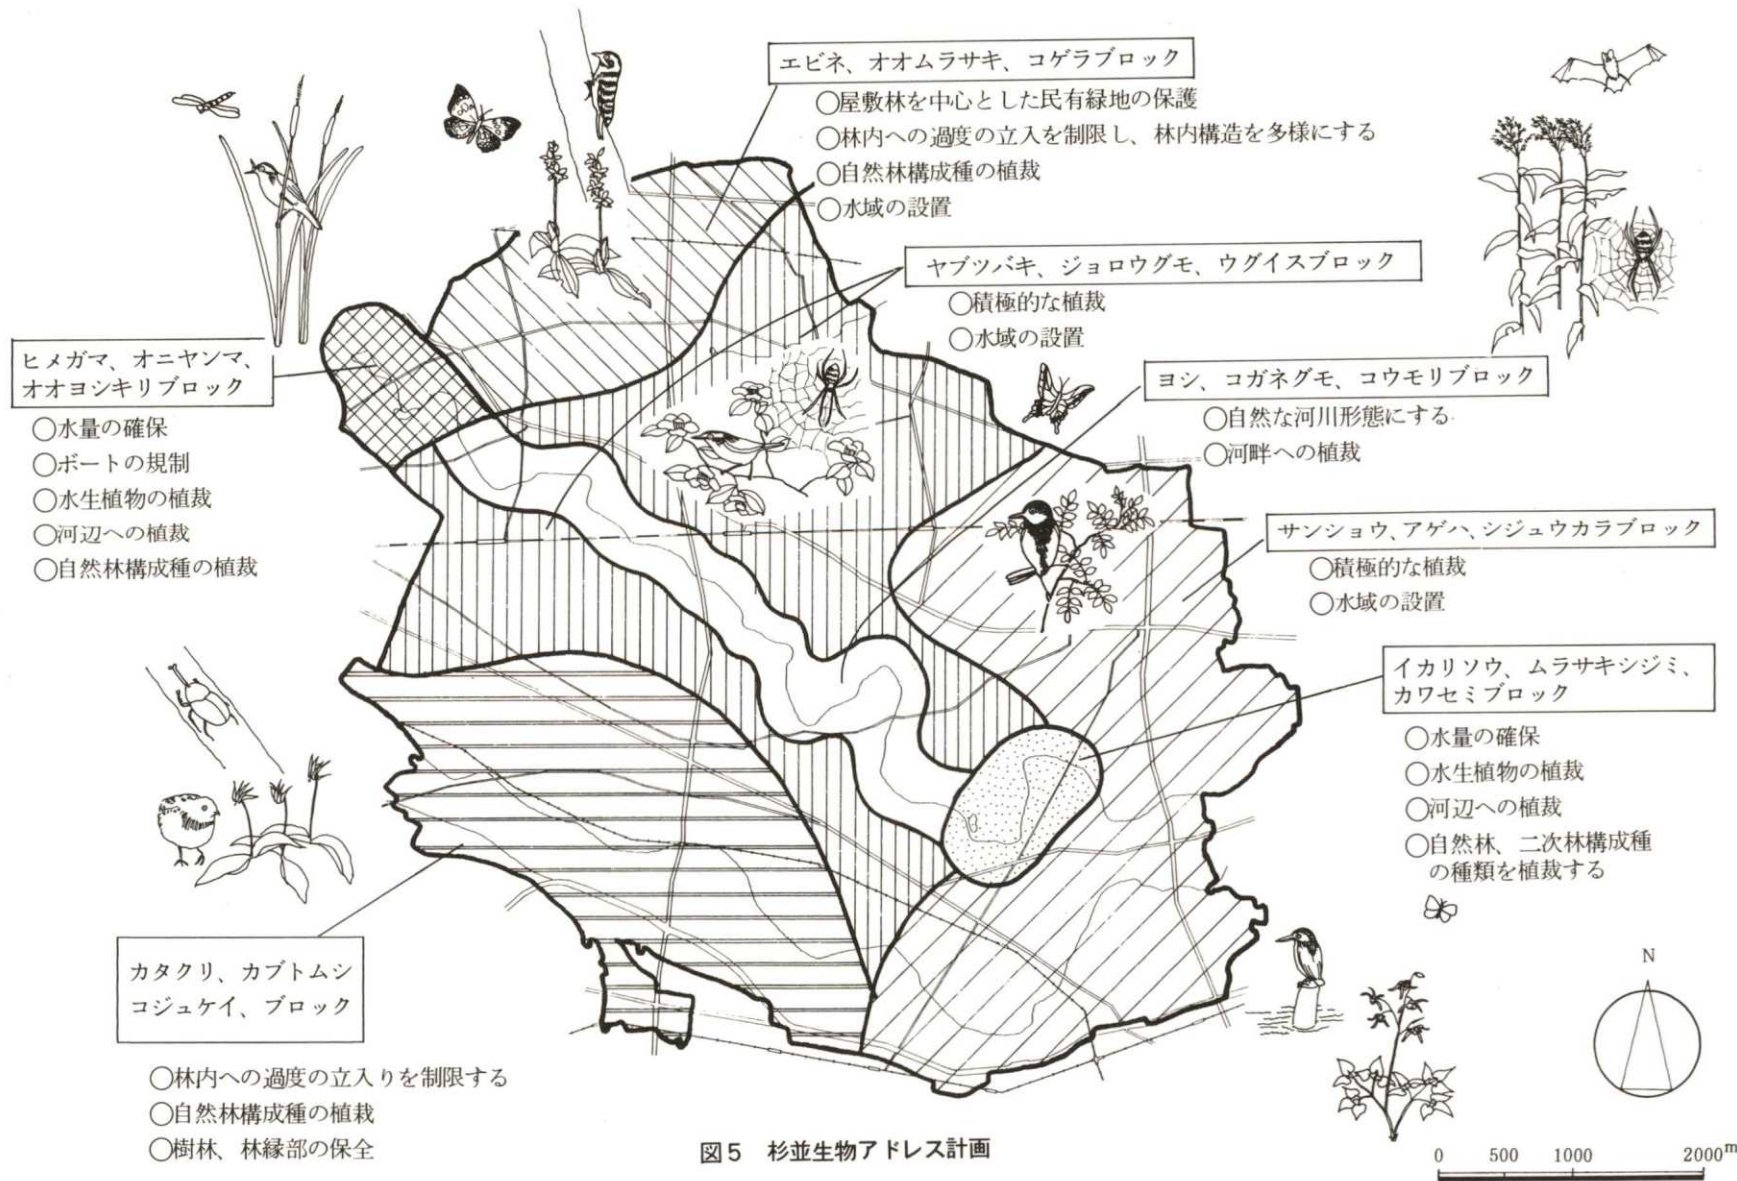 エビネ、オオムラサキ、コゲラブロック
○屋敷林を中心とした民有緑地の保護
○林内への過度の立入を制限し、林内構造を多様にする
○自然林構成種の植裁
○水域の設置
ヤブツバキ、ジョロウグモ、ウグイスブロック
○積極的な植裁
○水域の設置
ヒメガマ、オニヤンマ、
オオヨシキリブロック
○水量の確保
○ボートの規制
○水生植物の植裁
○河辺への植裁
○自然林構成種の植裁
ヨシ、コガネグモ、コウモリブロック
○自然な河川形態にする
○河畔への植裁
サンショウ、アゲハ、シジュウカラブロック
○積極的な植裁
○水域の設置
イカリソウ、ムラサキシジミ、
カワセミブロック
○水量の確保
○水生植物の植裁
○河辺への植裁
○自然林、二次林構成種
の種類を植裁する
カタクリ、カブトムシ
コジュケイ、ブロック
○林内への過度の立入りを制限する
○自然林構成種の植栽
○樹林、林縁部の保全
図5 杉並生物アドレス計画
N
0 500 1000 2000m